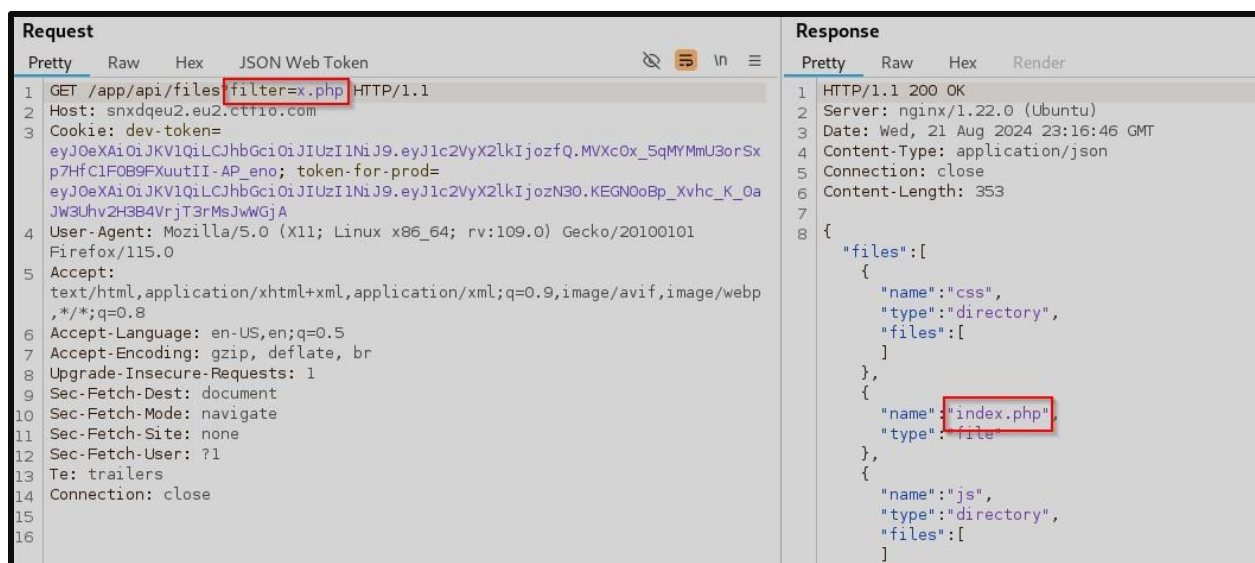 Request
Pretty Raw Hex JSON Web Token \n
1 GET /app/api/files?filter=x.php HTTP/1.1
2 Host: snxdqeu2.eu2.ctfio.com
3 Cookie: dev-token=
eyJ0eXAiOiJKV1QiLCJhbGciOiJIUzI1NiJ9.eyJ1c2VyX2lkIjozfQ.MVXcOx_5qMYMmU3orSx
p7HfC1FOB9FXuutII-AP_eno; token-for-prod=
eyJ0eXAiOiJKV1QiLCJhbGciOiJIUzI1NiJ9.eyJ1c2VyX2lkIjozN30.KEGNOoBp_Xvhc_K_0a
JW3Uhv2H3B4VrjT3rMsJwWGjA
4 User-Agent: Mozilla/5.0 (X11; Linux x86_64; rv:109.0) Gecko/20100101
Firefox/115.0
5 Accept:
text/html,application/xhtml+xml,application/xml;q=0.9,image/avif,image/webp
,*/*;q=0.8
6 Accept-Language: en-US,en;q=0.5
7 Accept-Encoding: gzip, deflate, br
8 Upgrade-Insecure-Requests: 1
9 Sec-Fetch-Dest: document
10 Sec-Fetch-Mode: navigate
11 Sec-Fetch-Site: none
12 Sec-Fetch-User: ?1
13 Te: trailers
14 Connection: close
15
16
Response
Pretty Raw Hex Render
1 HTTP/1.1 200 OK
2 Server: nginx/1.22.0 (Ubuntu)
3 Date: Wed, 21 Aug 2024 23:16:46 GMT
4 Content-Type: application/json
5 Connection: close
6 Content-Length: 353
7
8 {
"files":[
{
"name":"css",
"type":"directory",
"files":[
]
},
{
"name":"index.php",
"type":"file"
},
{
"name":"js",
"type":"directory",
"files":[
]